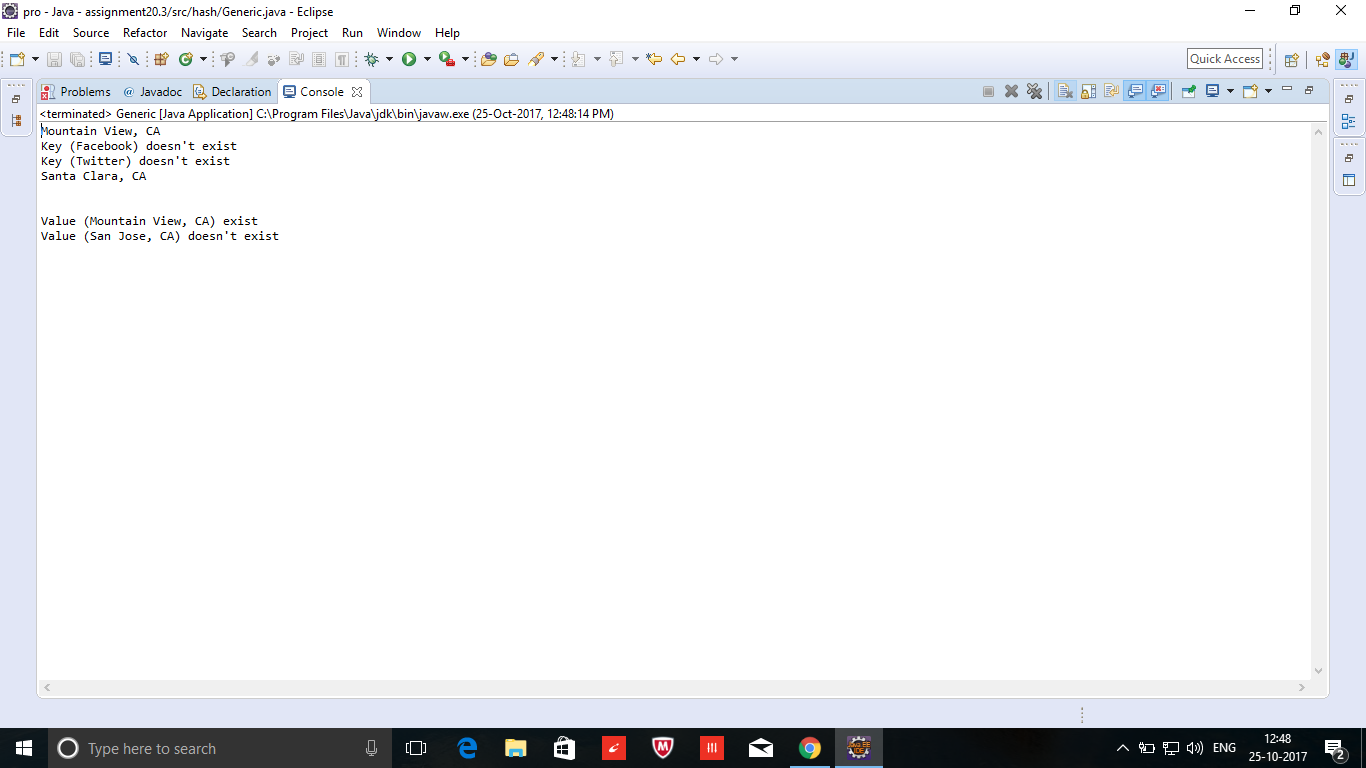 pro - Java - assignment20.3/src/hash/Generic.java - Eclipse
File Edit Source Refactor Navigate Search Project Run Window Help
Quick Access
Problems @ Javadoc Declaration Console
<terminated> Generic [Java Application] C:\Program Files\Java\jdk\bin\javaw.exe (25-Oct-2017, 12:48:14 PM)
Mountain View, CA
Key (Facebook) doesn't exist
Key (Twitter) doesn't exist
Santa Clara, CA
Value (Mountain View, CA) exist
Value (San Jose, CA) doesn't exist
Type here to search
ENG
12:48
25-10-2017
2